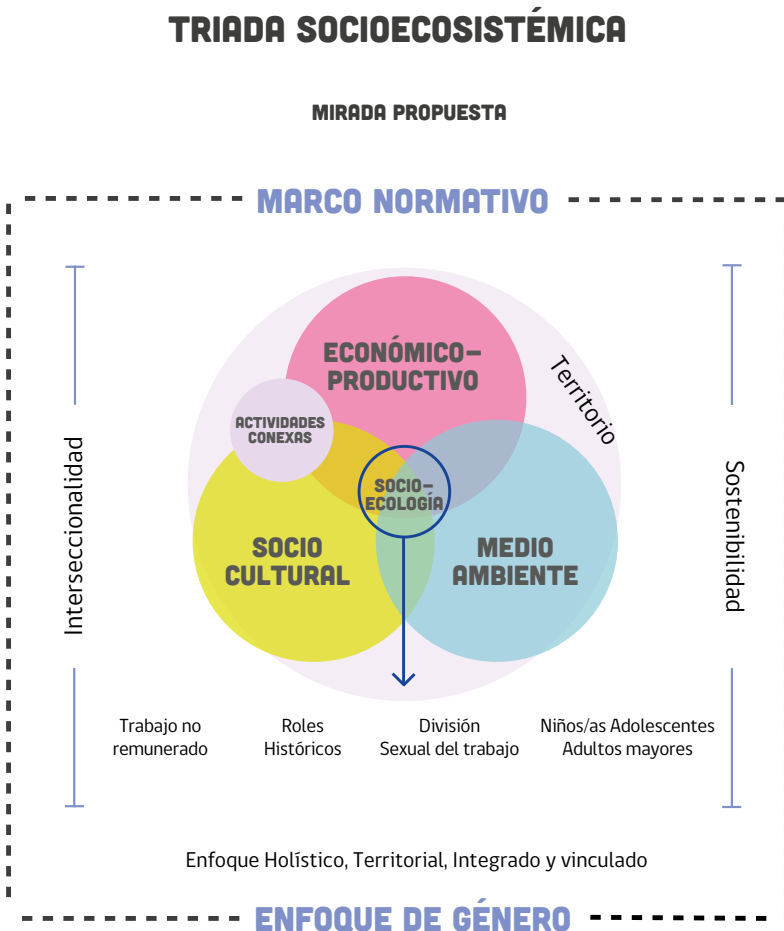 TRIADA SOCIOECOSISTÉMICA
MIRADA PROPUESTA
MARCO NORMATIVO
ECONÓMICO-
PRODUCTIVO
Territorio
ACTIVIDADES
CONEXAS
SOCIO-
ECOLOGÍA
SOCIO
CULTURAL
MEDIO
AMBIENTE
Interseccionalidad
Sostenibilidad
Trabajo no
remunerado
Roles
Históricos
División
Sexual del trabajo
Niños/as Adolescentes
Adultos mayores
Enfoque Holístico, Territorial, Integrado y vinculado
ENFOQUE DE GÉNERO